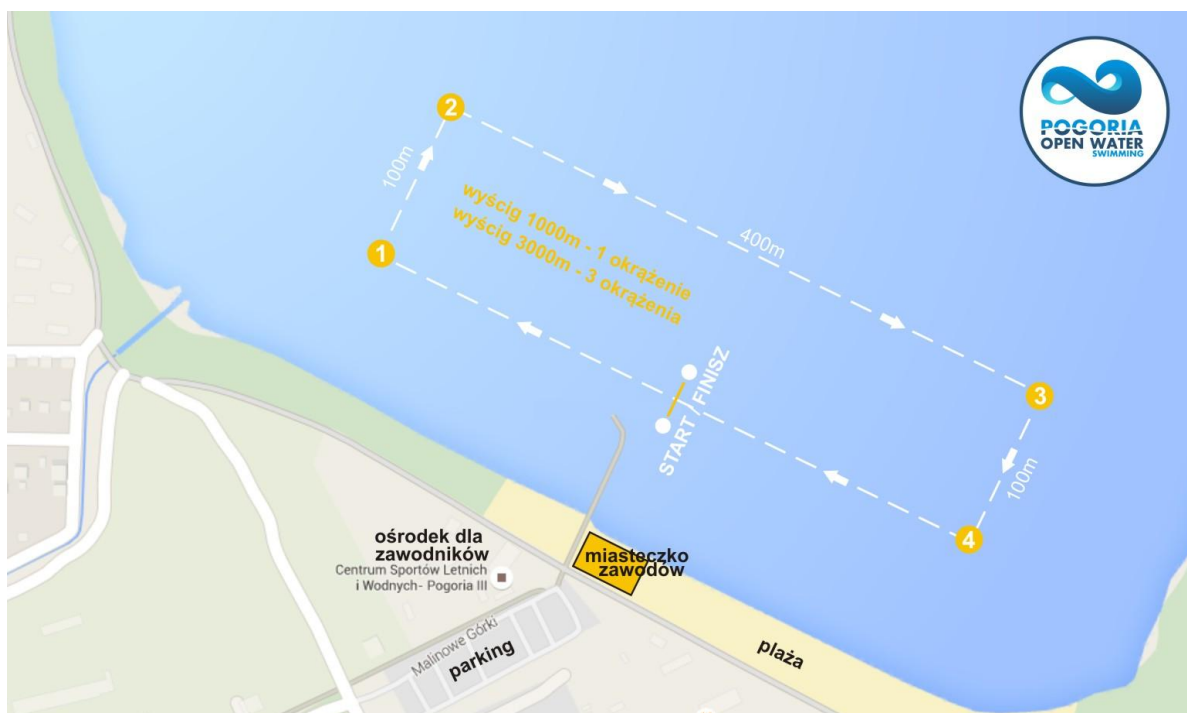 POGORIA
OPEN WATER
SWIMMING
2
100m
wyścig 1000m - 1 okrążenie
wyścig 3000m - 3 okrążenia
400m
1
START / FINISZ
3
100m
4
ośrodek dla
zawodników
Centrum Sportów Letnich
i Wodnych- Pogoria III
miasteczko
zawodów
Malinowe Górki
parking
plaża